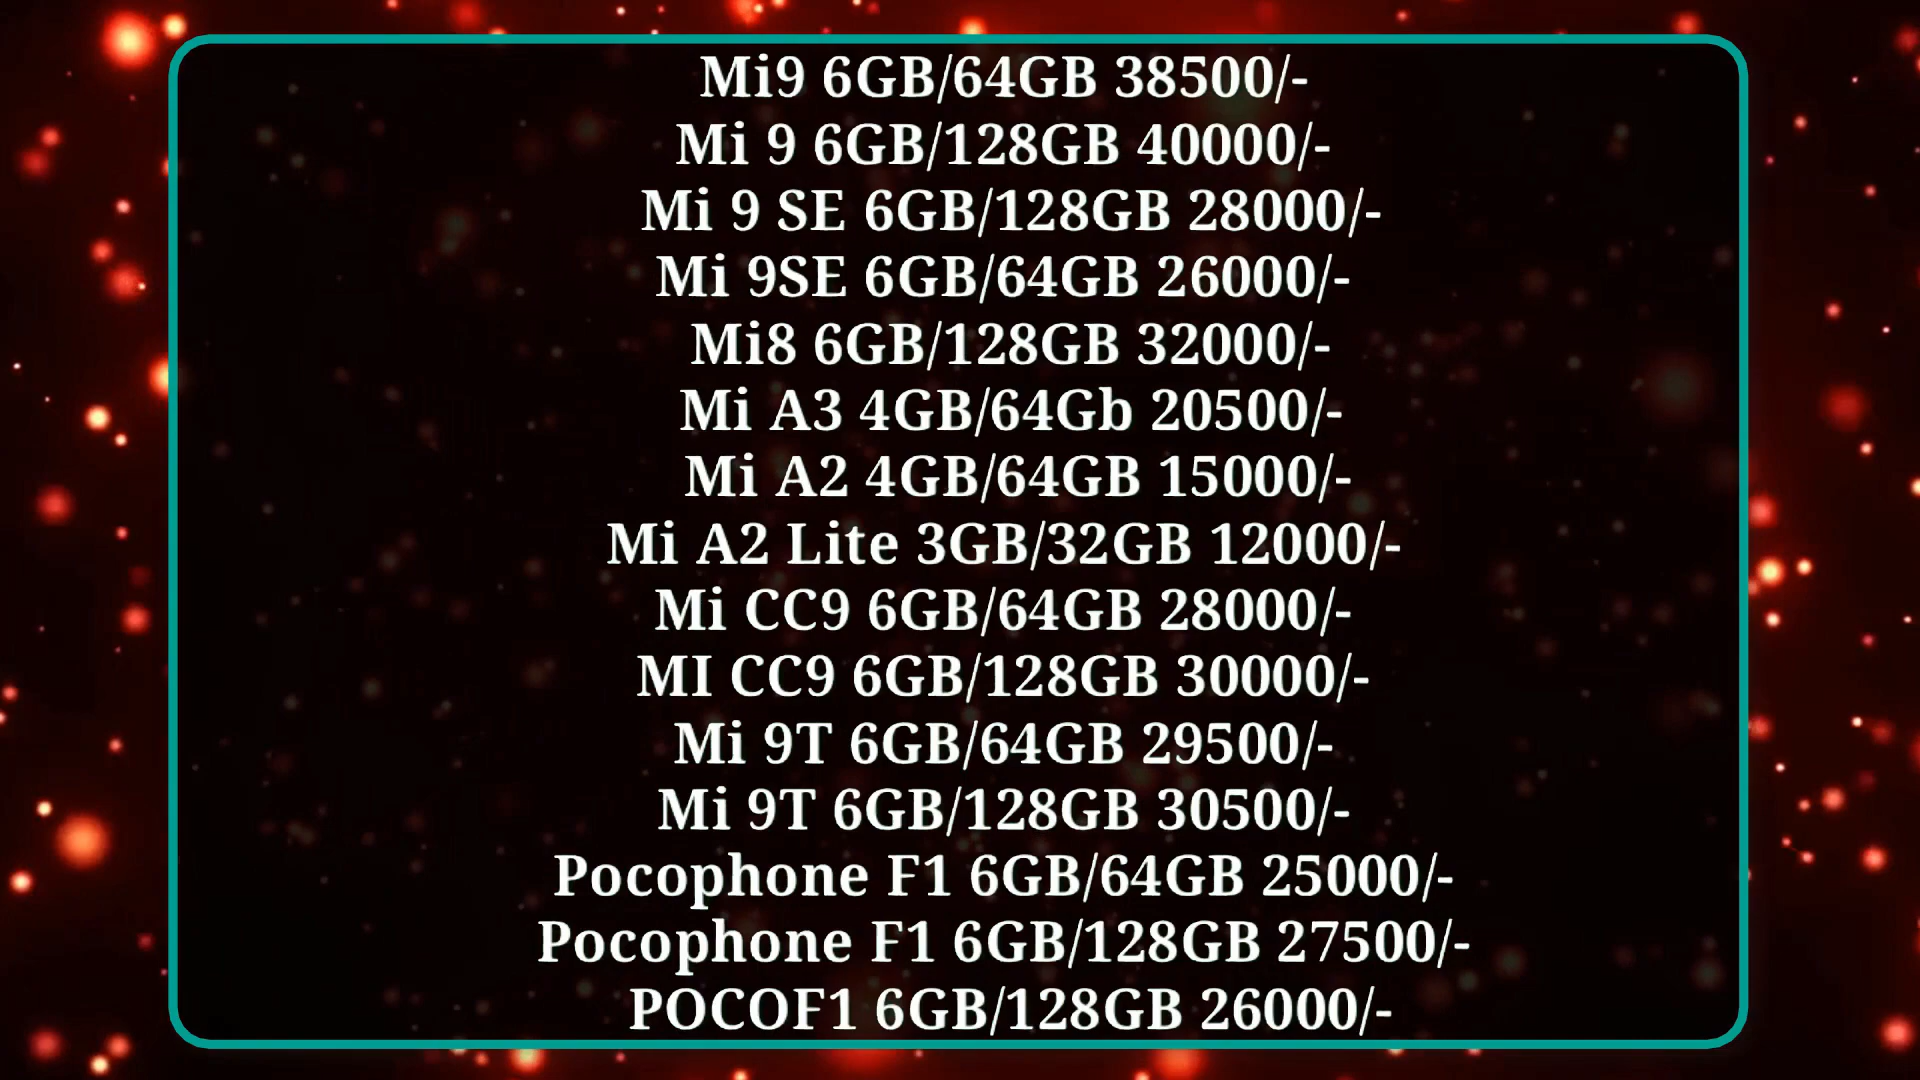 Mi9 6GB/64GB 38500/-
Mi 9 6GB/128GB 40000/-
Mi 9 SE 6GB/128GB 28000/-
Mi 9SE 6GB/64GB 26000/-
Mi8 6GB/128GB 32000/-
Mi A3 4GB/64Gb 20500/-
Mi A2 4GB/64GB 15000/-
Mi A2 Lite 3GB/32GB 12000/-
Mi CC9 6GB/64GB 28000/-
MI CC9 6GB/128GB 30000/-
Mi 9T 6GB/64GB 29500/-
Mi 9T 6GB/128GB 30500/-
Pocophone F1 6GB/64GB 25000/-
Pocophone F1 6GB/128GB 27500/-
POCOF1 6GB/128GB 26000/-